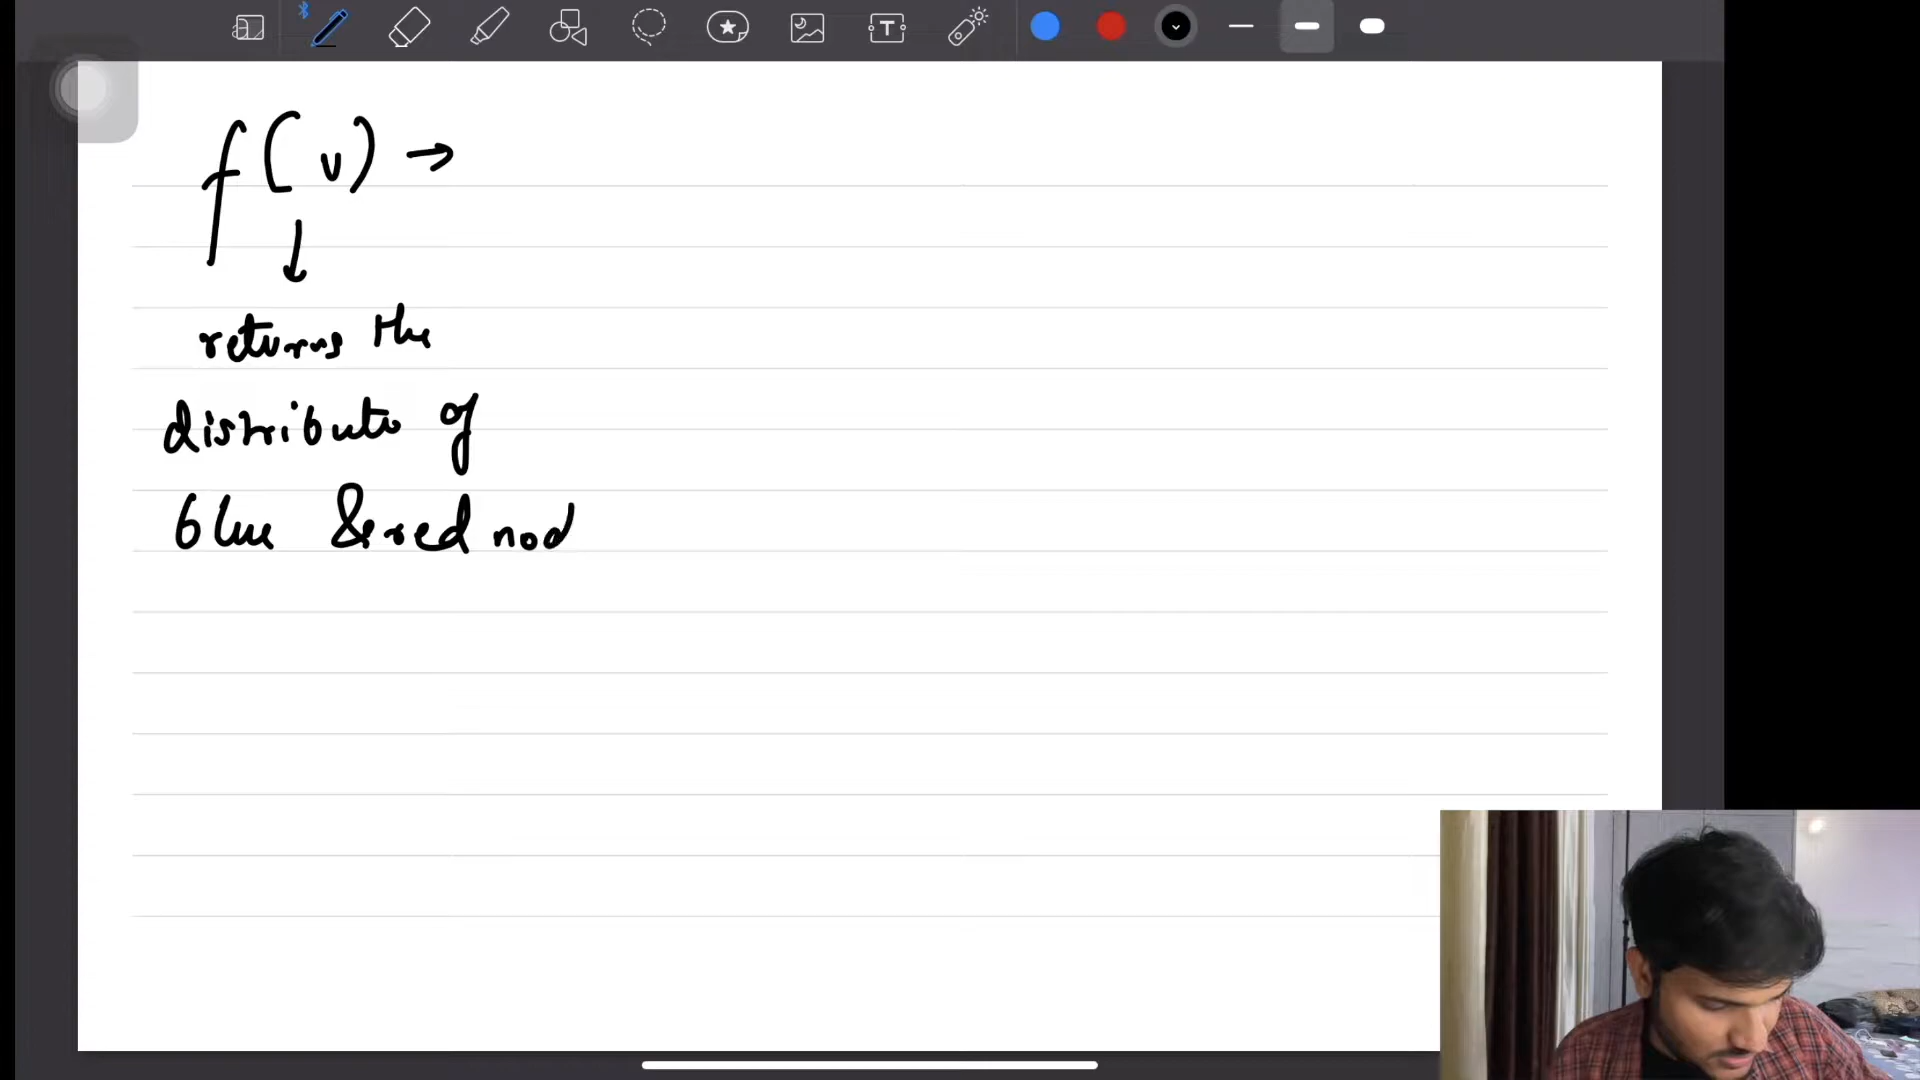 f(v) →
↓
returns the
distributo of
blue & red nod